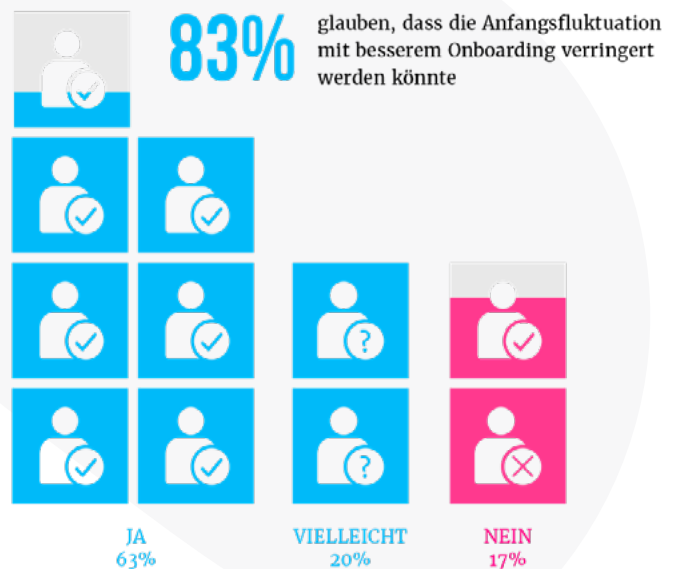 83%
glauben, dass die Anfangsfluktuation
mit besserem Onboarding verringert
werden könnte
?
?
JA
63%
VIELLEICHT
20%
NEIN
17%